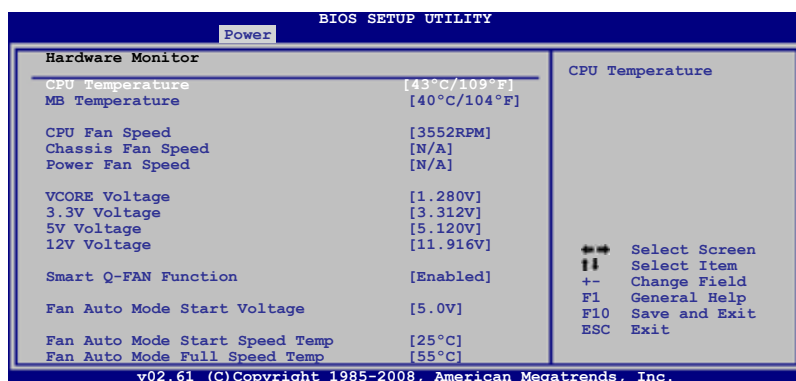 BIOS SETUP UTILITY
Power
Hardware Monitor
CPU Temperature [43°C/109°F]
MB Temperature [40°C/104°F]
CPU Fan Speed [3552RPM]
Chassis Fan Speed [N/A]
Power Fan Speed [N/A]
VCORE Voltage [1.280V]
3.3V Voltage [3.312V]
5V Voltage [5.120V]
12V Voltage [11.916V]
Smart Q-FAN Function [Enabled]
Fan Auto Mode Start Voltage [5.0V]
Fan Auto Mode Start Speed Temp [25°C]
Fan Auto Mode Full Speed Temp [55°C]
CPU Temperature
Select Screen
Select Item
+- Change Field
F1 General Help
F10 Save and Exit
ESC Exit
v02.61 (C)Copyright 1985-2008, American Megatrends, Inc.